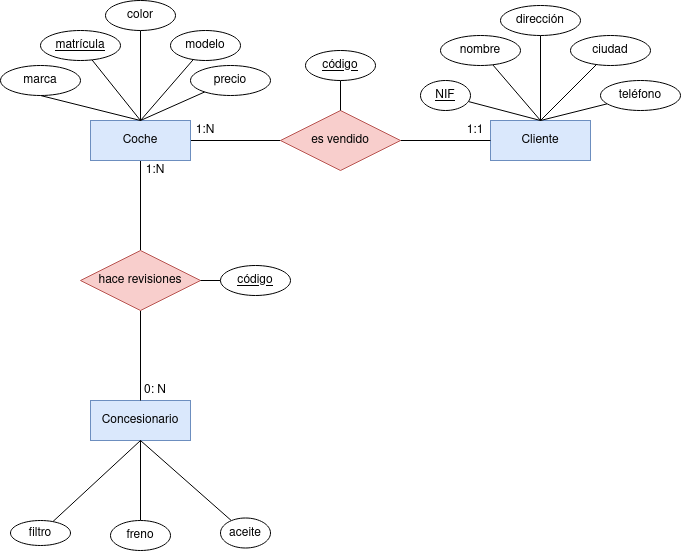 color
dirección
matrícula
modelo
nombre
ciudad
código
marca
precio
NIF
teléfono
1:N
1:1
Coche
es vendido
Cliente
1:N
hace revisiones
código
0: N
Concesionario
filtro
freno
aceite